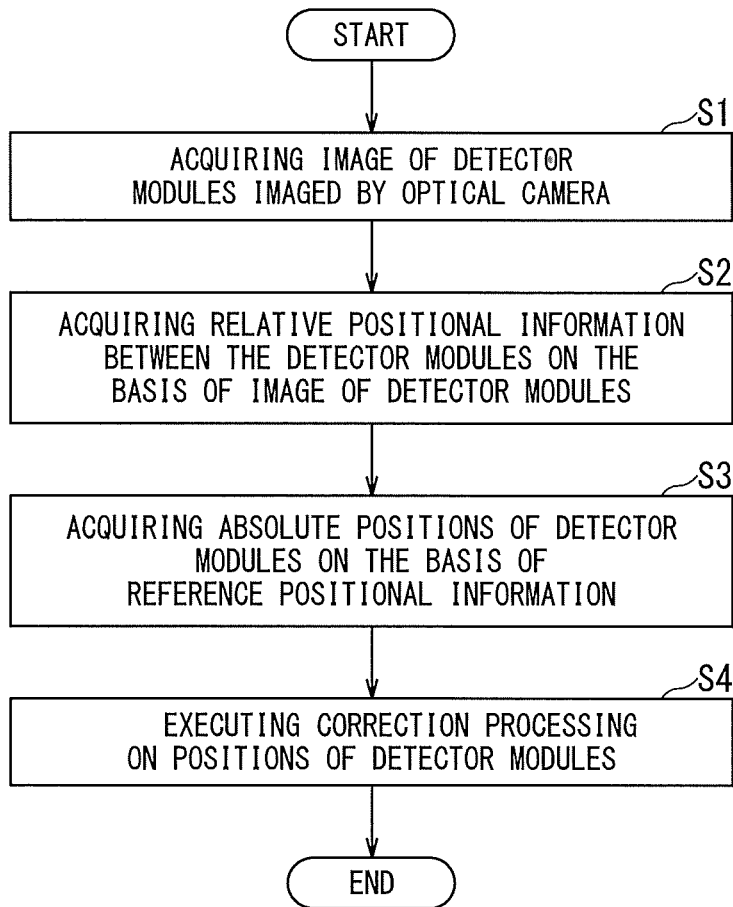 START
S1
ACQUIRING IMAGE OF DETECTOR
MODULES IMAGED BY OPTICAL CAMERA
S2
ACQUIRING RELATIVE POSITIONAL INFORMATION
BETWEEN THE DETECTOR MODULES ON THE
BASIS OF IMAGE OF DETECTOR MODULES
S3
ACQUIRING ABSOLUTE POSITIONS OF DETECTOR
MODULES ON THE BASIS OF
REFERENCE POSITIONAL INFORMATION
S4
EXECUTING CORRECTION PROCESSING
ON POSITIONS OF DETECTOR MODULES
END